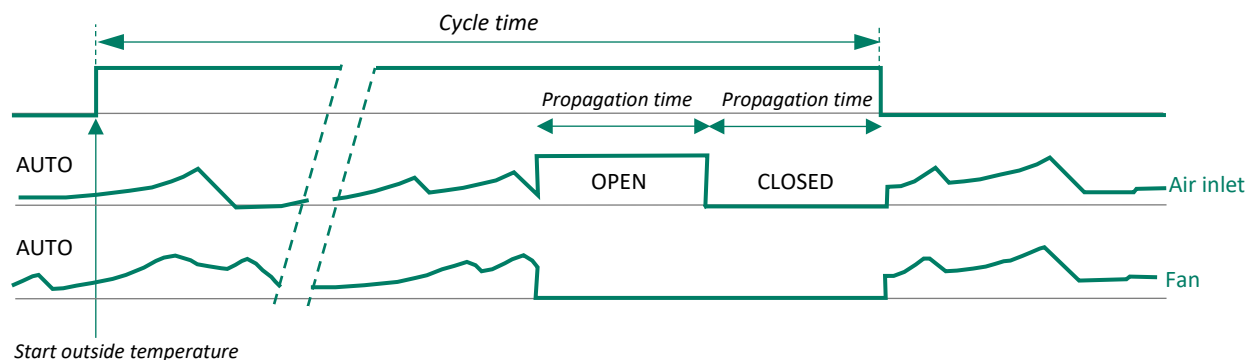 Cycle time
Propagation time
Propagation time
AUTO
OPEN
CLOSED
Air inlet
AUTO
Fan
Start outside temperature